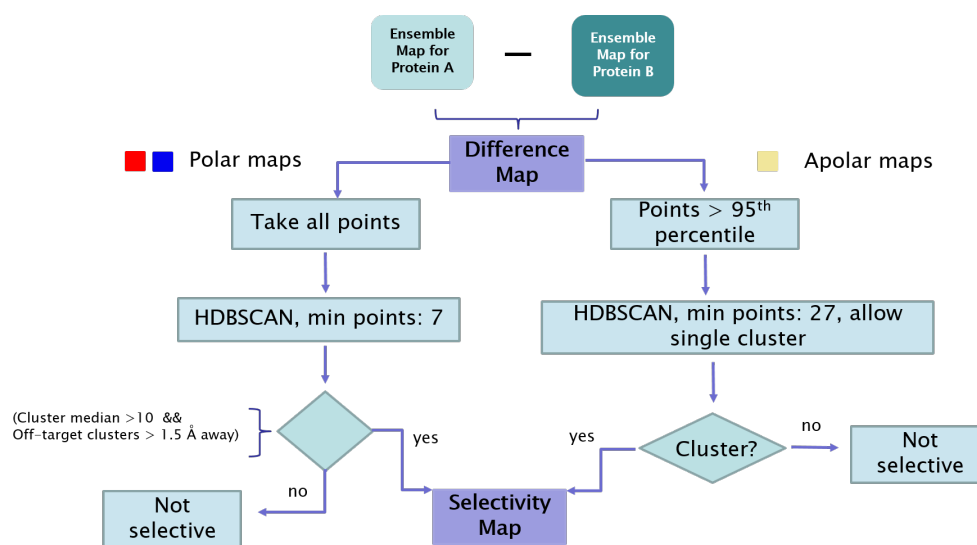 Ensemble
Map for
Protein A
—
Ensemble
Map for
Protein B
Polar maps
Difference
Map
Apolar maps
Take all points
Points > 95th
percentile
HDBSCAN, min points: 7
HDBSCAN, min points: 27, allow
single cluster
(Cluster median >10 &&
Off-target clusters > 1.5 Å away)
yes
yes
Cluster?
no
Not
selective
no
Not
selective
Selectivity
Map